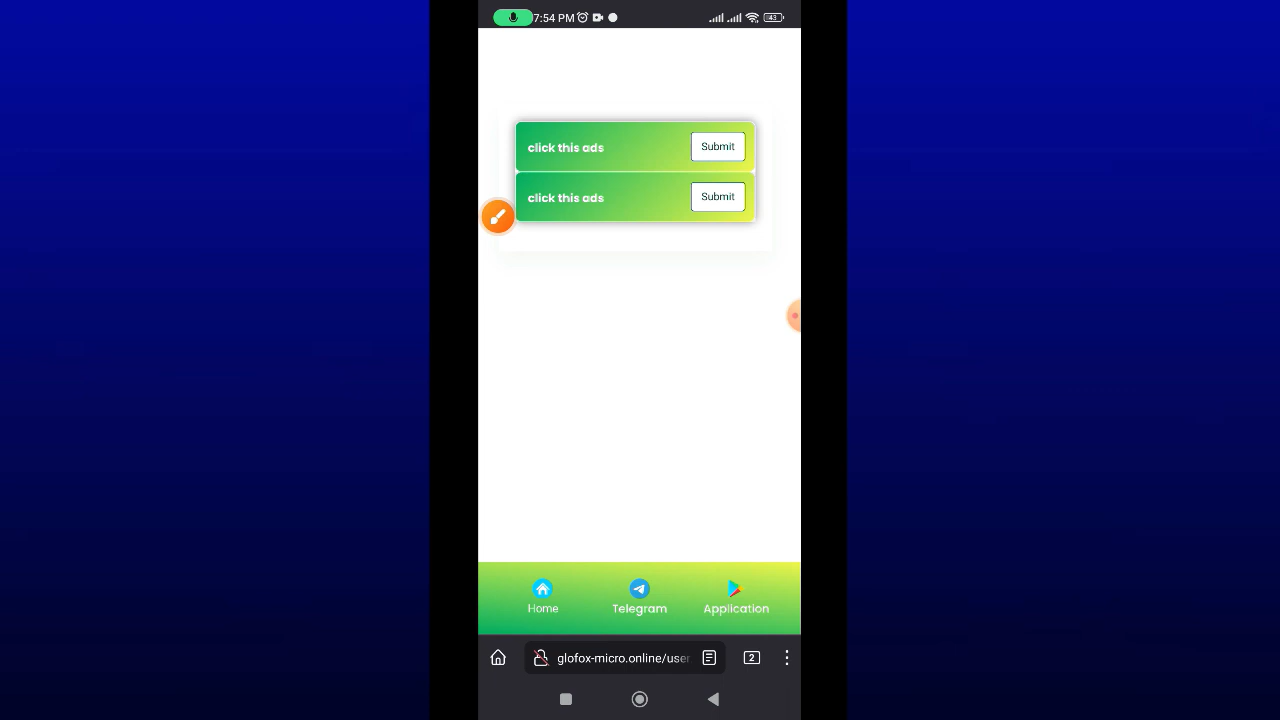 7:54 PM
43
click this ads
Submit
click this ads
Submit
Home
Telegram
Application
glofox-micro.online/user
2